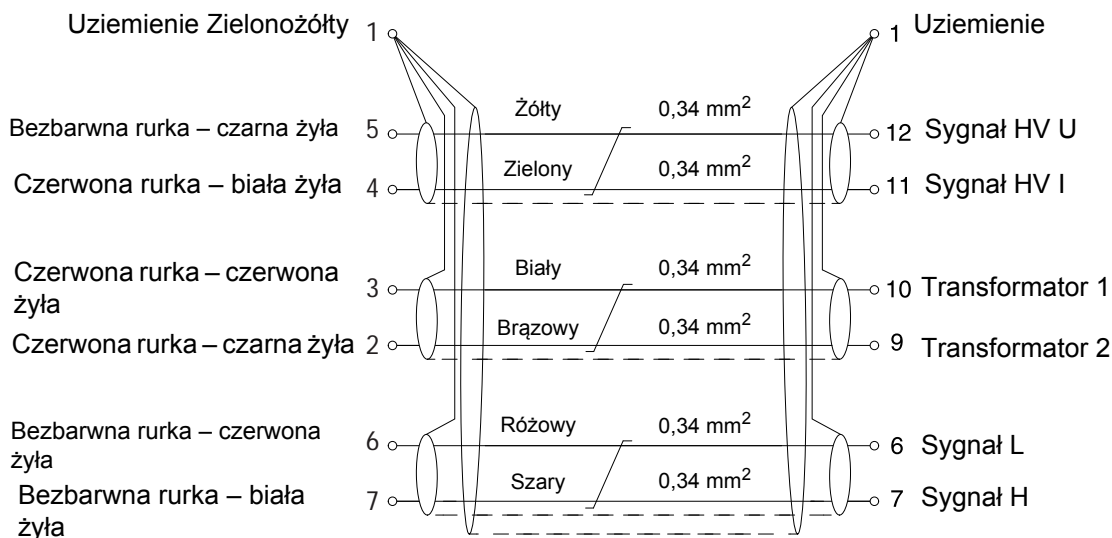 Uziemienie Zielonożółty 1 1 Uziemienie
Żółty 0,34 mm²
Bezbarwna rurka – czarna żyła 5 12 Sygnał HV U
Zielony 0,34 mm²
Czerwona rurka – biała żyła 4 11 Sygnał HV I
Biały 0,34 mm²
Czerwona rurka – czerwona
żyła 3 10 Transformator 1
Brązowy 0,34 mm²
Czerwona rurka – czarna żyła 2 9 Transformator 2
Różowy 0,34 mm²
Bezbarwna rurka – czerwona
żyła 6 6 Sygnał L
Szary 0,34 mm²
Bezbarwna rurka – biała
żyła 7 7 Sygnał H